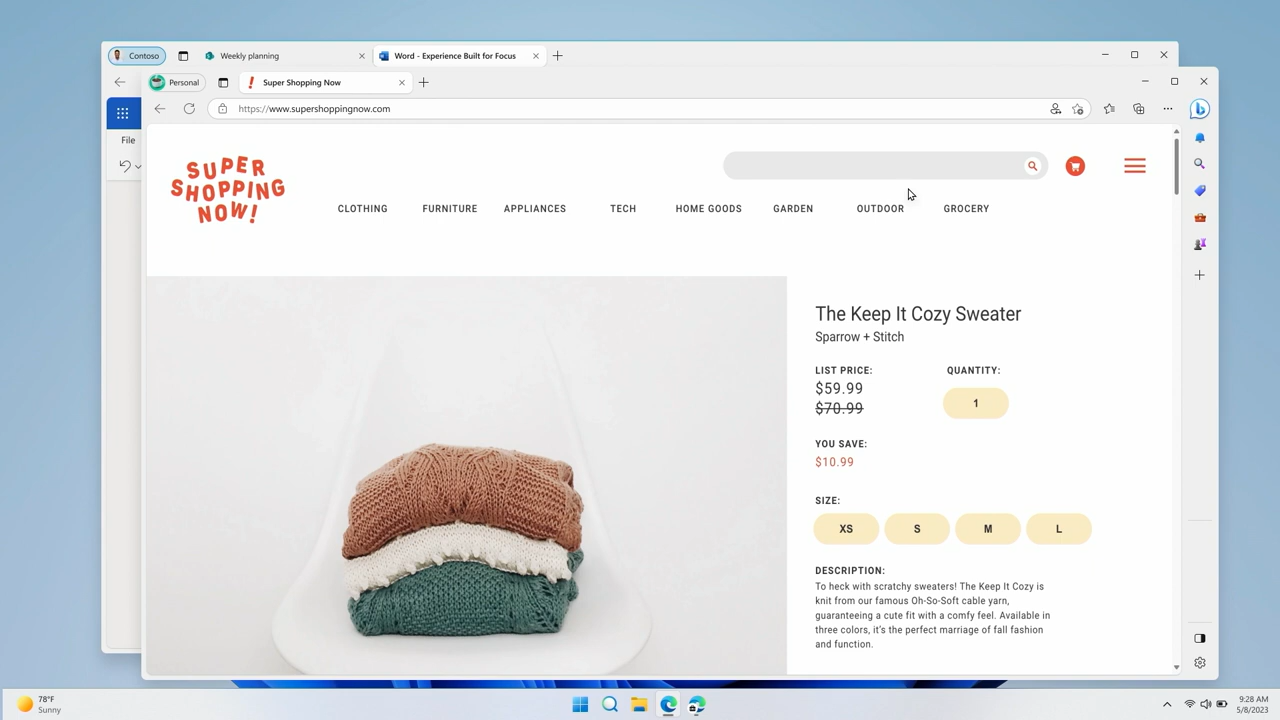 Contoso
Weekly planning
Word - Experience Built for Focus
Personal
Super Shopping Now
https://www.supershoppingnow.com
File
SUPER
SHOPPING
NOW!
CLOTHING FURNITURE APPLIANCES TECH HOME GOODS GARDEN OUTDOOR GROCERY
The Keep It Cozy Sweater
Sparrow + Stitch
LIST PRICE: QUANTITY:
$59.99
$70.99
1
YOU SAVE:
$10.99
SIZE:
XS S M L
DESCRIPTION:
To heck with scratchy sweaters! The Keep It Cozy is
knit from our famous Oh-So-Soft cable yarn,
guaranteeing a cute fit with a comfy feel. Available in
three colors, it's the perfect marriage of fall fashion
and function.
78°F
Sunny
9:28 AM
5/8/2023